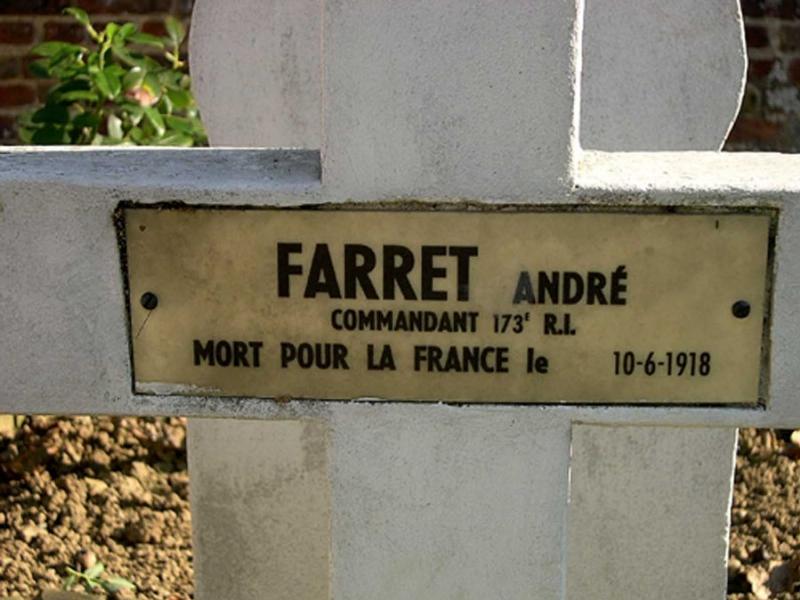 FARRET ANDRÉ
COMMANDANT 173E R.I.
MORT POUR LA FRANCE le 10-6-1918